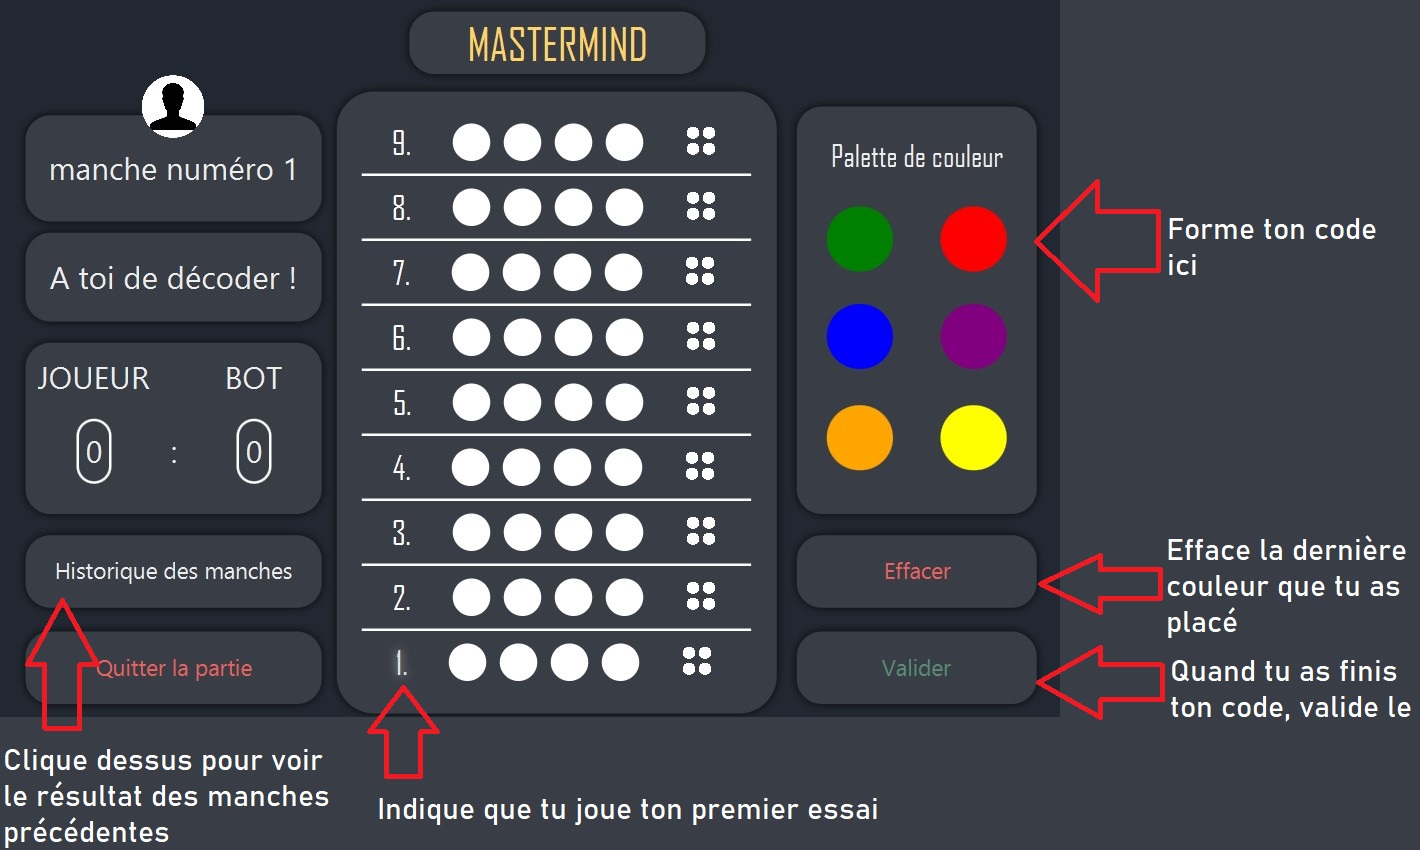 MASTERMIND
manche numéro 1
A toi de décoder !
JOUEUR BOT
0 : 0
Historique des manches
Quitter la partie
9.
8.
7.
6.
5.
4.
3.
2.
1.
Palette de couleur
Effacer
Valider
Forme ton code
ici
Efface la dernière
couleur que tu as
placé
Quand tu as finis
ton code, valide le
Clique dessus pour voir
le résultat des manches
précédentes
Indique que tu joue ton premier essai